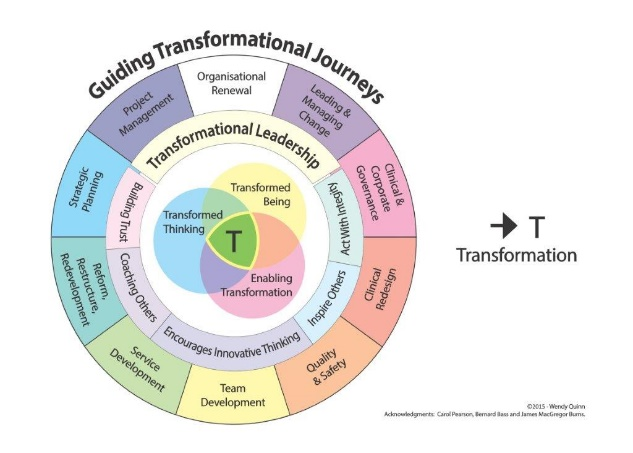 Guiding Transformational Journeys
Organisational
Renewal
Leading &
Managing
Change
Clinical &
Corporate
Governance
Clinical
Redesign
Quality
& Safety
Team
Development
Service
Development
Reform,
Restructure,
Redevelopment
Strategic
Planning
Project
Management
Transformational Leadership
Act With Integrity
Inspire Others
Encourages Innovative Thinking
Coaching Others
Building Trust
Transformed
Being
Transformed
Thinking
T
Enabling
Transformation
→ T
Transformation
©2015 - Wendy Quinn
Acknowledgments: Carol Pearson, Bernard Bass and James MacGregor Burns.